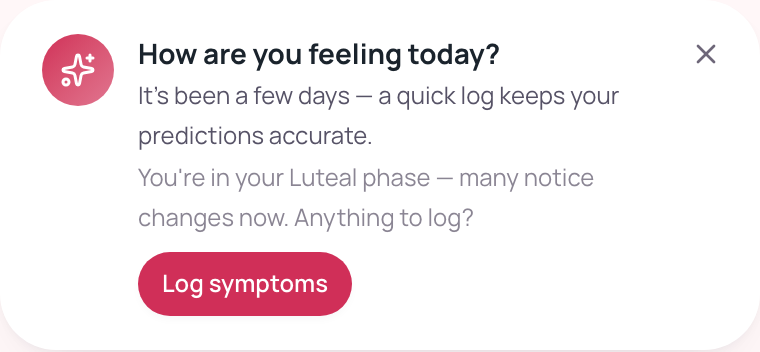 How are you feeling today?
It's been a few days — a quick log keeps your
predictions accurate.
You're in your Luteal phase — many notice
changes now. Anything to log?
Log symptoms